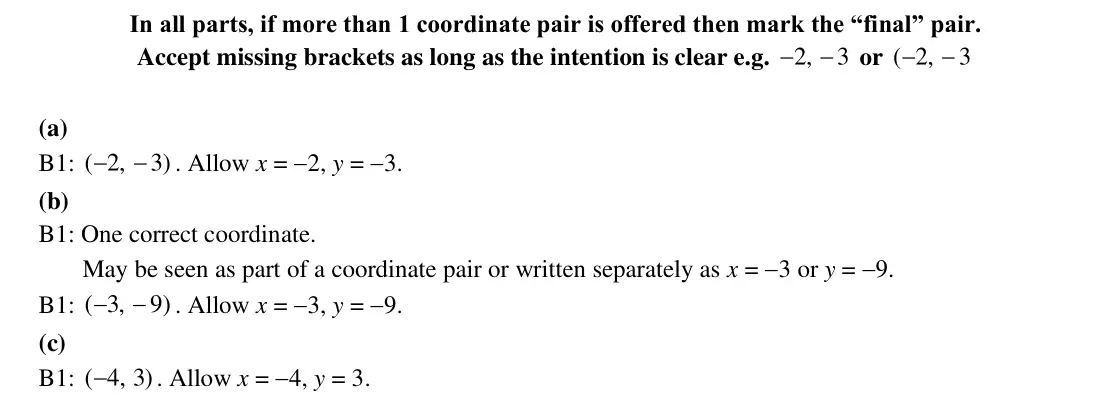 In all parts, if more than 1 coordinate pair is offered then mark the “final” pair.
Accept missing brackets as long as the intention is clear e.g. −2, −3 or (−2, −3
(a)
B1: (−2, −3). Allow x = −2, y = −3.
(b)
B1: One correct coordinate.
May be seen as part of a coordinate pair or written separately as x = −3 or y = −9.
B1: (−3, −9). Allow x = −3, y = −9.
(c)
B1: (−4, 3). Allow x = −4, y = 3.